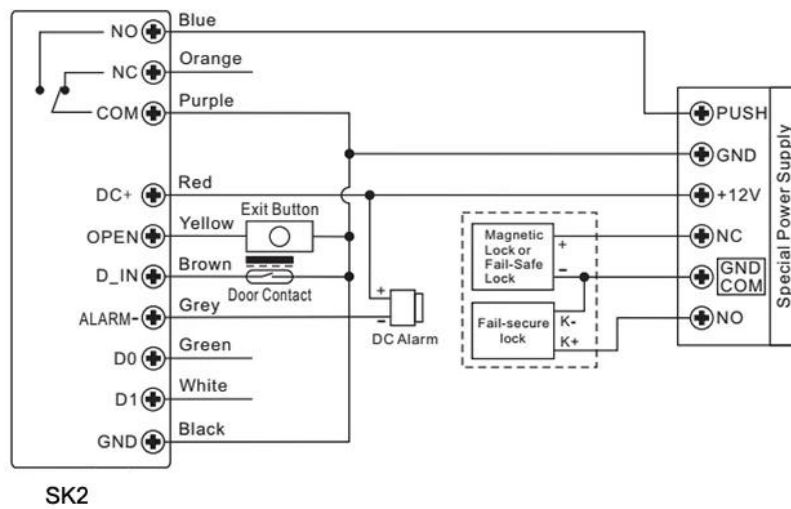 NO Blue
NC Orange
COM Purple
DC+ Red
OPEN Yellow Exit Button
D_IN Brown
Door Contact
ALARM- Grey
+
−
DC Alarm
D0 Green
D1 White
GND Black
SK2
Magnetic
Lock or
Fail-Safe
Lock
+
−
Fail-secure
lock
K-
K+
PUSH
GND
+12V
NC
GND
COM
NO
Special Power Supply